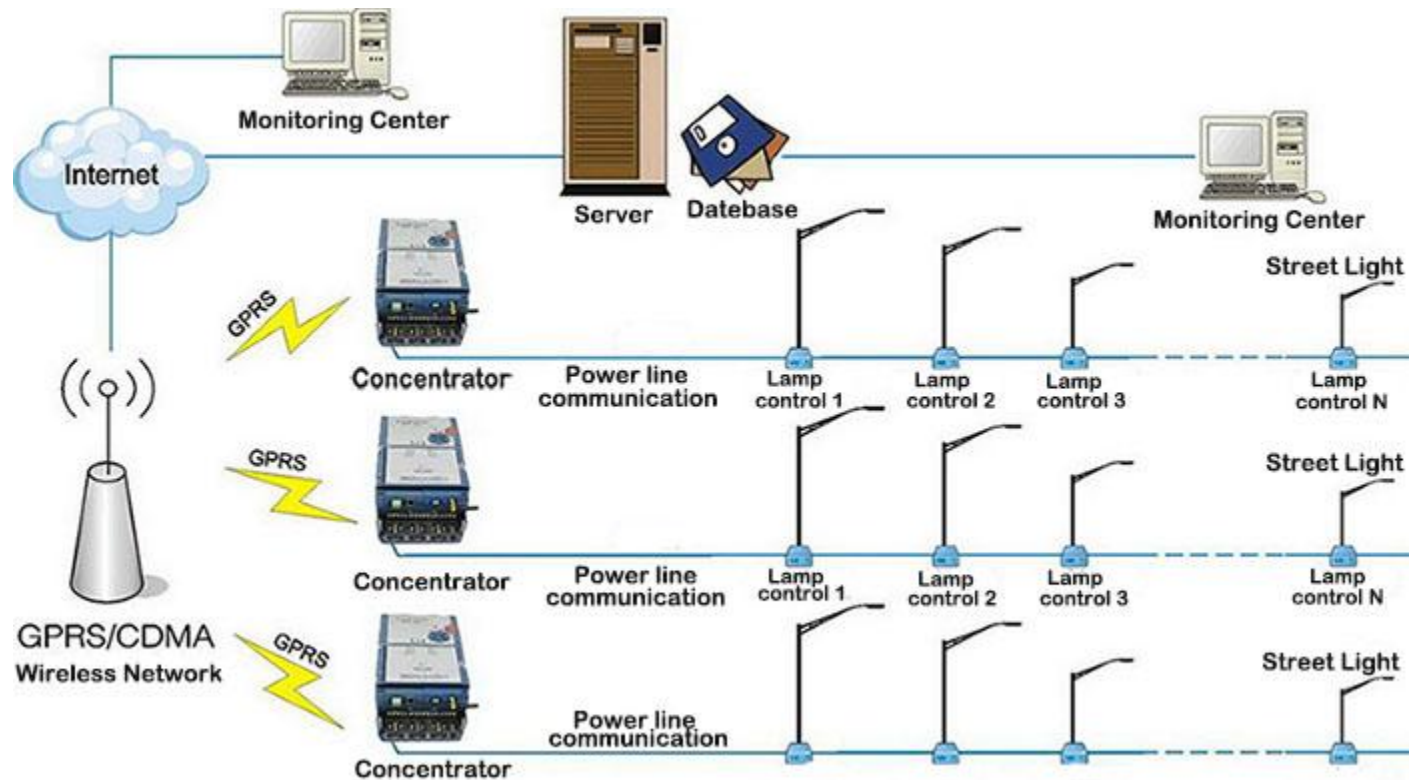 Monitoring Center
Internet
Server
Datebase
Monitoring Center
GPRS
Concentrator
Power line
communication
Lamp
control 1
Lamp
control 2
Lamp
control 3
Street Light
Lamp
control N
GPRS
Concentrator
Power line
communication
Lamp
control 1
Lamp
control 2
Lamp
control 3
Street Light
Lamp
control N
GPRS/CDMA
Wireless Network
GPRS
Concentrator
Power line
communication
Street Light